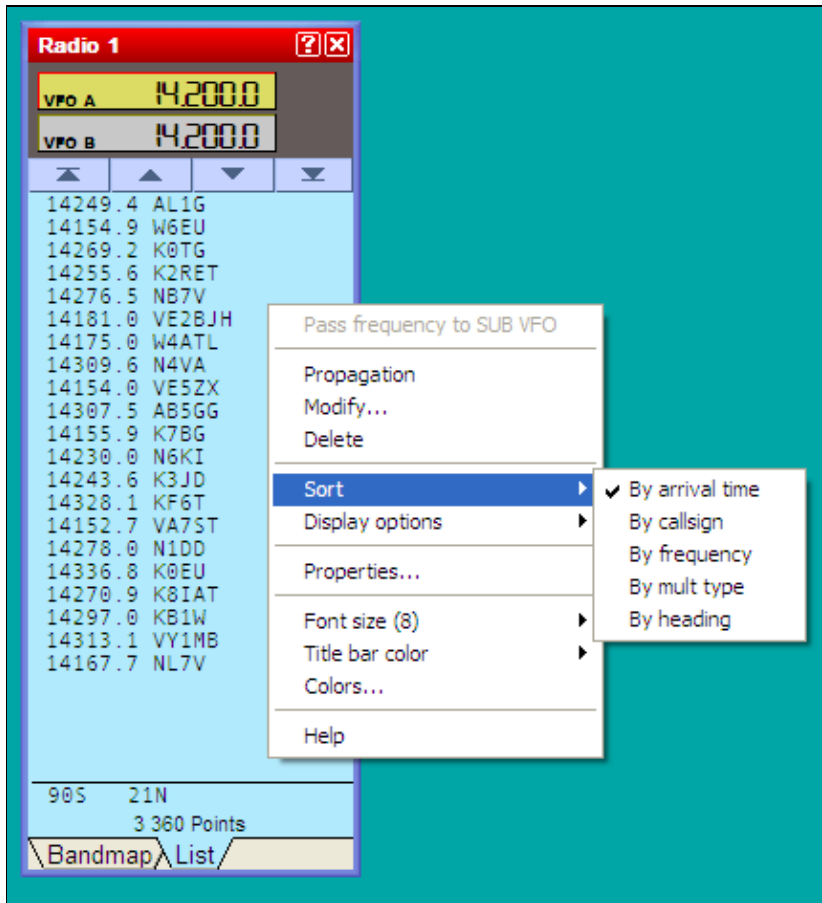 Radio 1
VFO A 14.200.0
VFO B 14.200.0
14249.4 AL1G
14154.9 W6EU
14269.2 K0TG
14255.6 K2RET
14276.5 NB7V
14181.0 VE2BJH
14175.0 W4ATL
14309.6 N4VA
14154.0 VE5ZX
14307.5 AB5GG
14155.9 K7BG
14230.0 N6KI
14243.6 K3JD
14328.1 KF6T
14152.7 VA7ST
14278.0 N1DD
14336.8 K0EU
14270.9 K8IAT
14297.0 KB1W
14313.1 VY1MB
14167.7 NL7V
90S 21N
3 360 Points
Bandmap List
Pass frequency to SUB VFO
Propagation
Modify...
Delete
Sort
Display options
Properties...
Font size (8)
Title bar color
Colors...
Help
By arrival time
By callsign
By frequency
By mult type
By heading